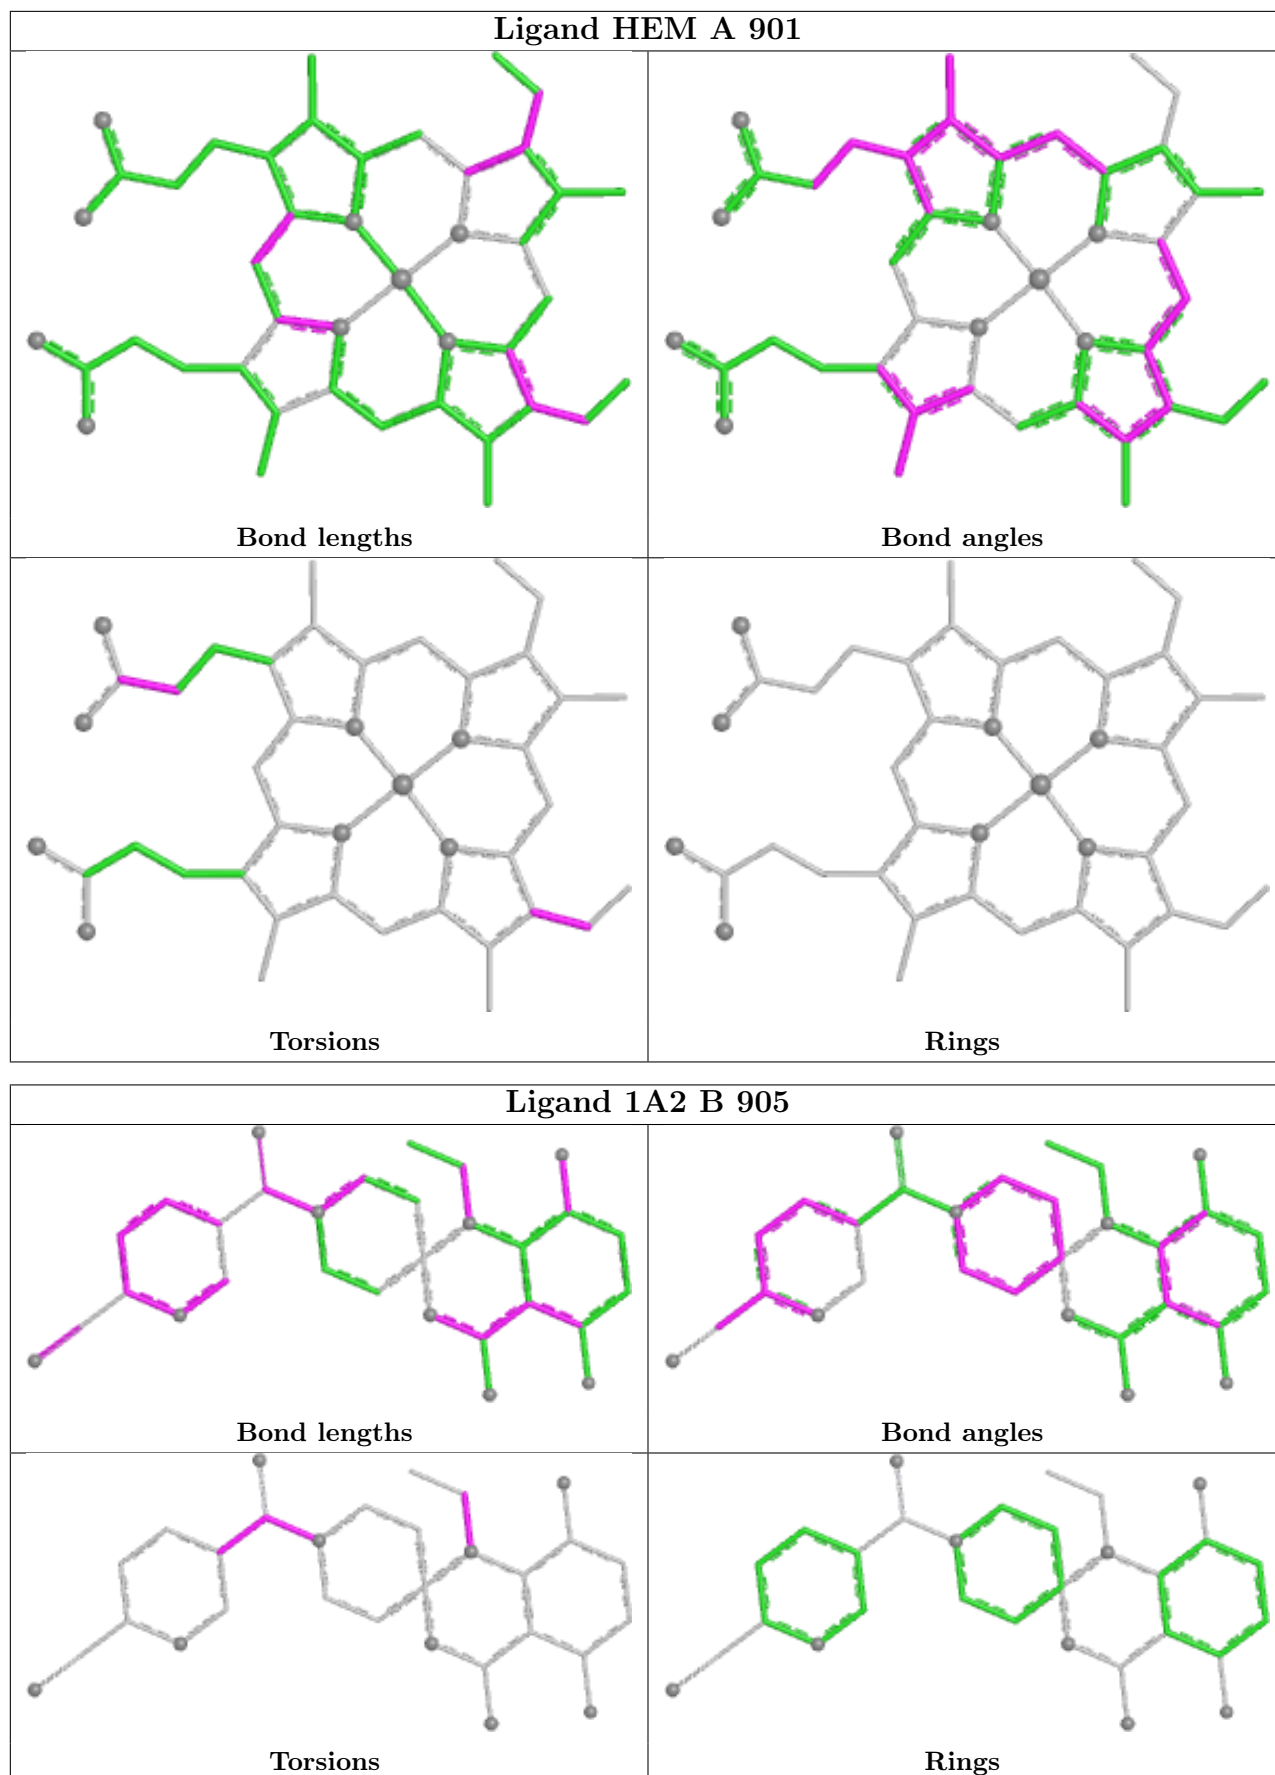 Ligand HEM A 901
Bond lengths
Bond angles
Torsions
Rings
Ligand 1A2 B 905
Bond lengths
Bond angles
Torsions
Rings